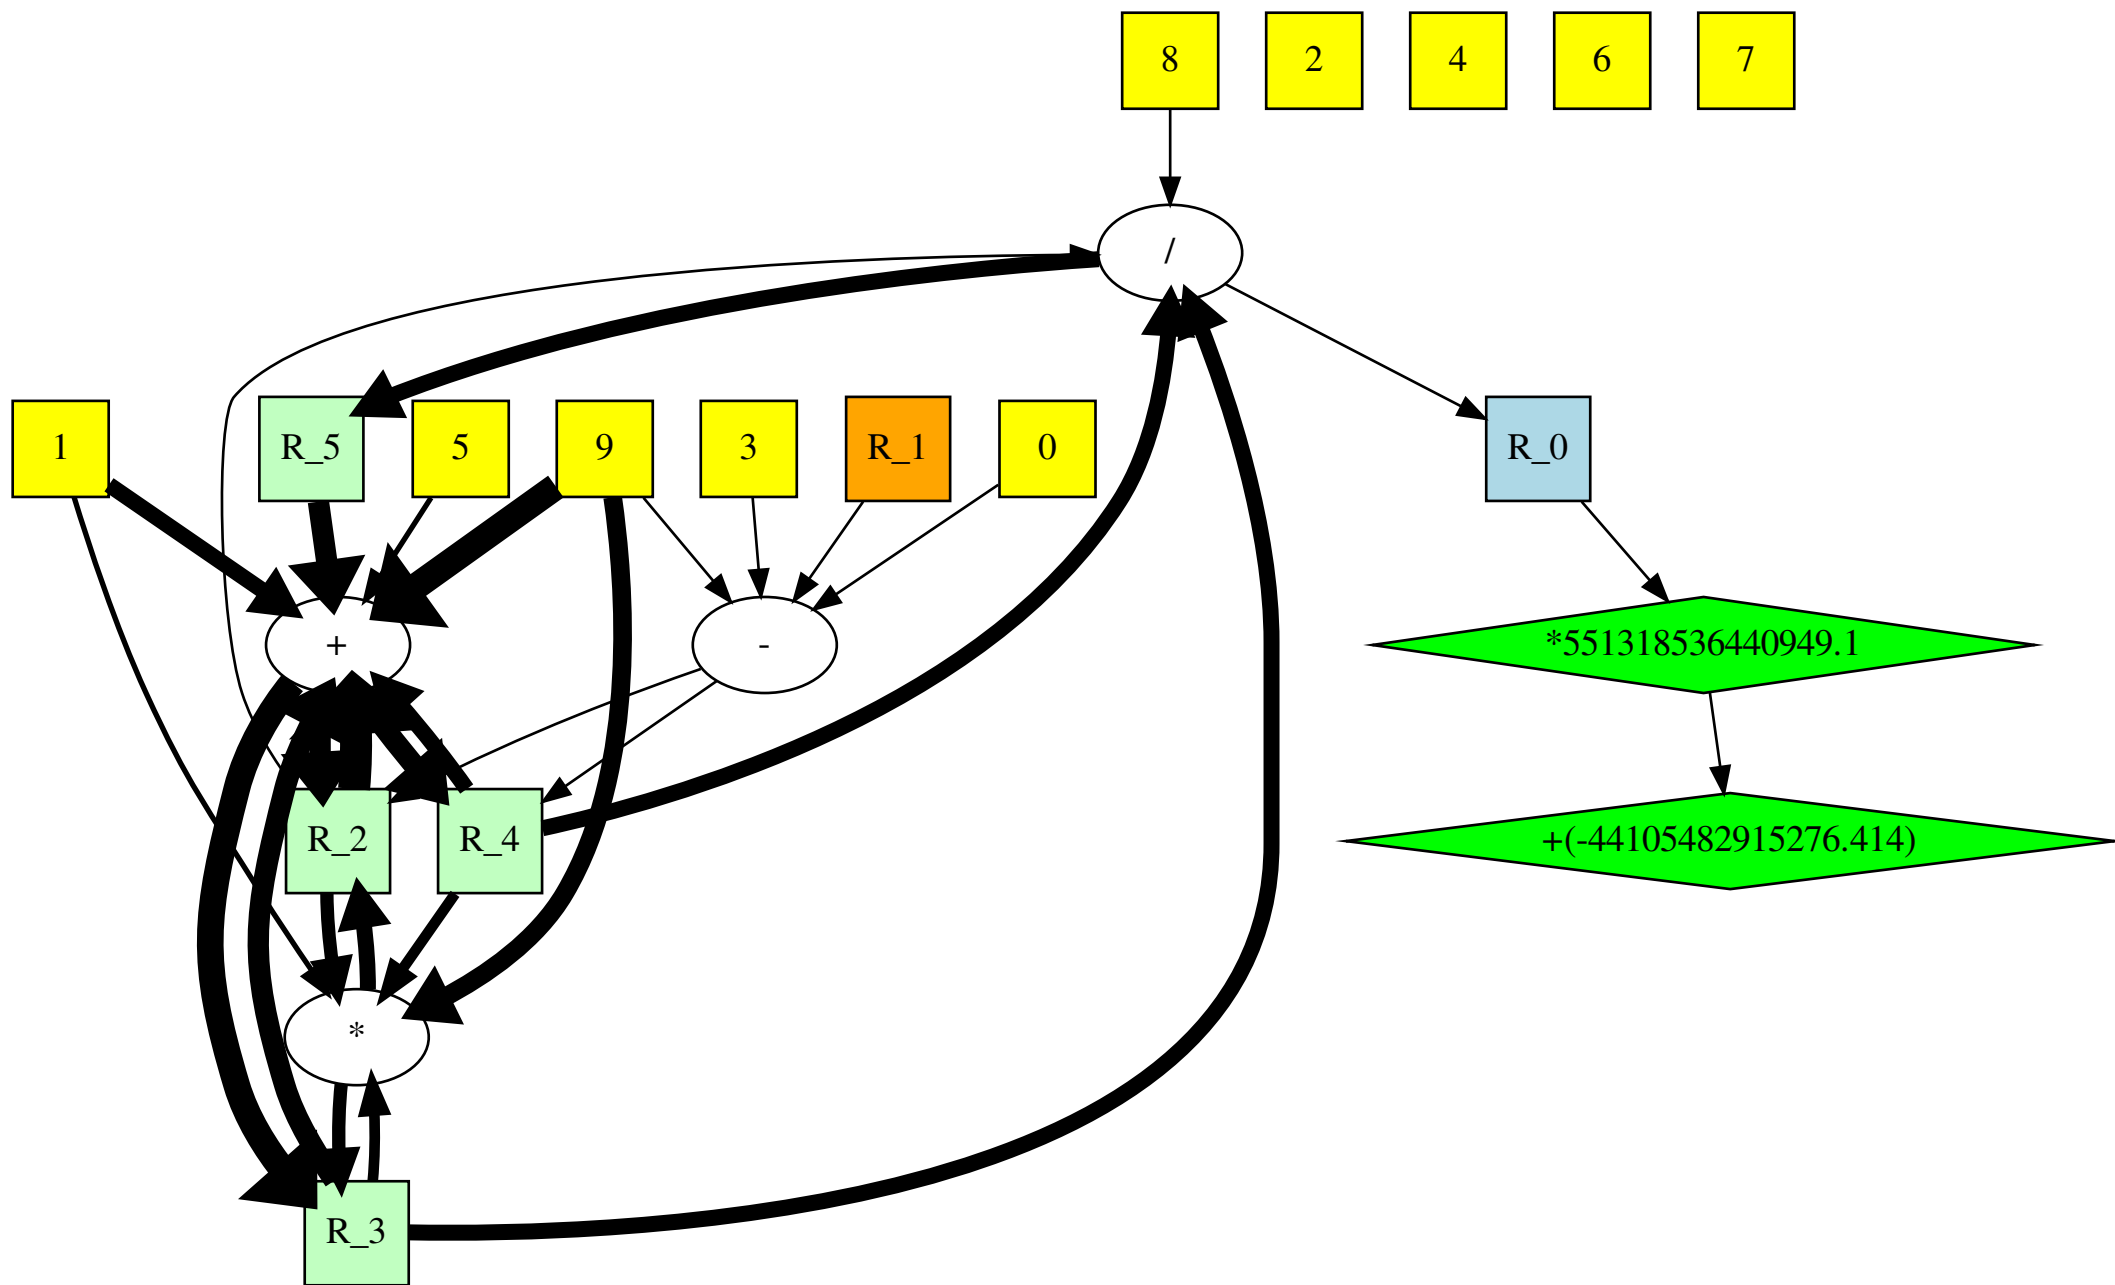 8 2 4 6 7
/
1 R_5 5 9 3 R_1 0 R_0
+ - *551318536440949.1
R_2 R_4 +(-44105482915276.414)
*
R_3